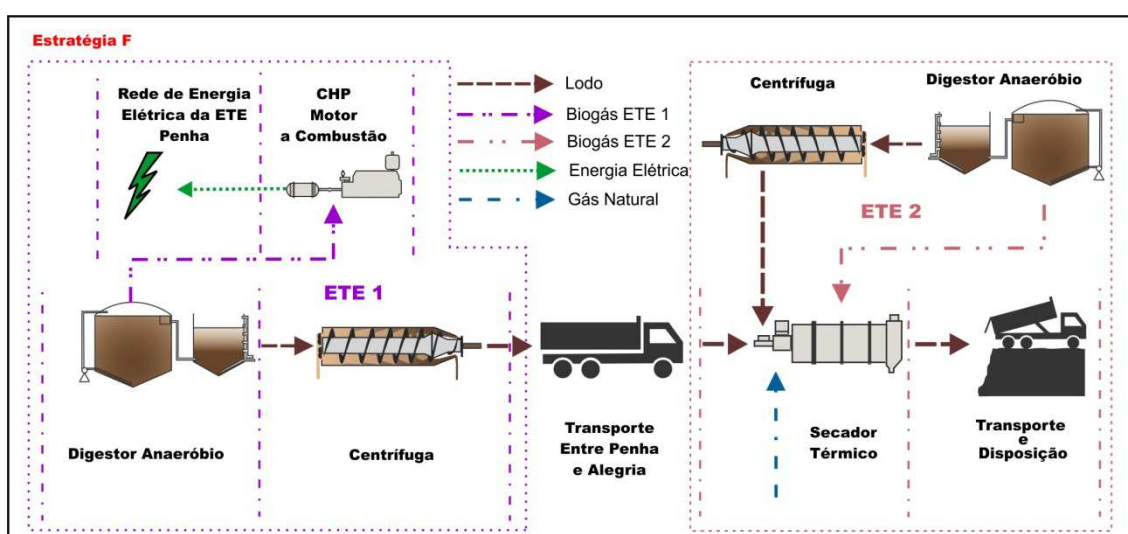 Estratégia F
Rede de Energia
Elétrica da ETE
Penha
CHP
Motor
a Combustão
Lodo
Biogás ETE 1
Biogás ETE 2
Energia Elétrica
Gás Natural
Centrífuga
Digestor Anaeróbio
ETE 2
ETE 1
Digestor Anaeróbio
Centrífuga
Transporte
Entre Penha
e Alegria
Secador
Térmico
Transporte
e
Disposição